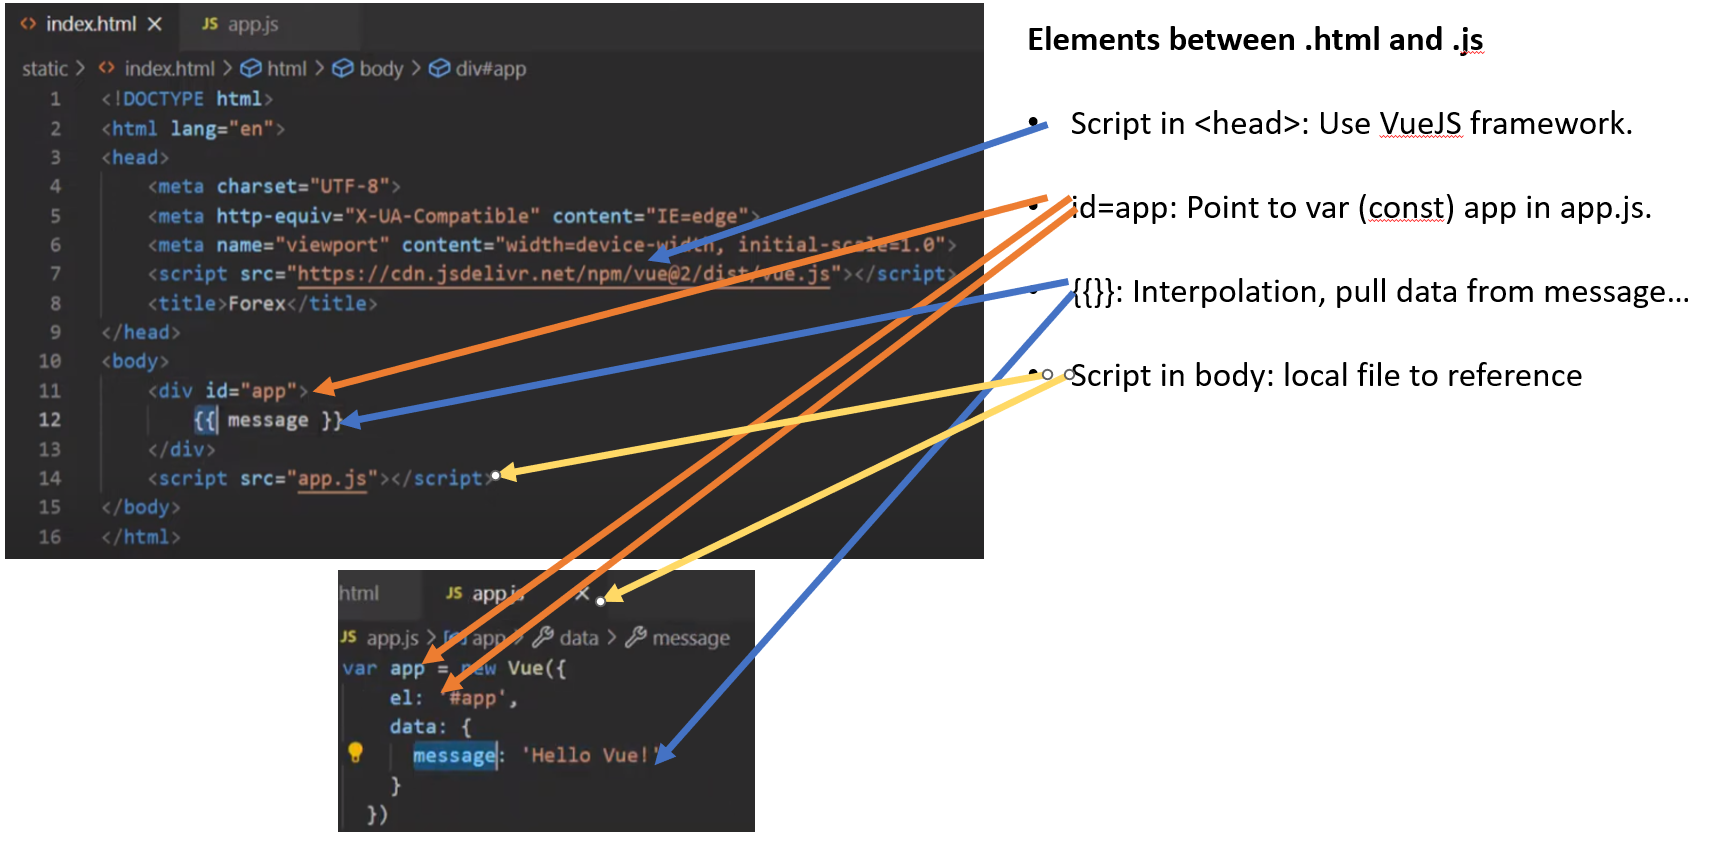 index.html
JS app.js
static > index.html > html > body > div#app
1 <!DOCTYPE html>
2 <html lang="en">
3 <head>
4 <meta charset="UTF-8">
5 <meta http-equiv="X-UA-Compatible" content="IE=edge">
6 <meta name="viewport" content="width=device-width, initial-scale=1.0">
7 <script src="https://cdn.jsdelivr.net/npm/vue@2/dist/vue.js"></script>
8 <title>Forex</title>
9 </head>
10 <body>
11 <div id="app">
12 {{ message }}
13 </div>
14 <script src="app.js"></script>
15 </body>
16 </html>
html
JS app.js
JS app.js > app > data > message
var app = new Vue({
el: '#app',
data: {
message: 'Hello Vue!'
}
})
Elements between .html and .js
• Script in <head>: Use VueJS framework.
• id=app: Point to var (const) app in app.js.
• {{}}: Interpolation, pull data from message...
• Script in body: local file to reference